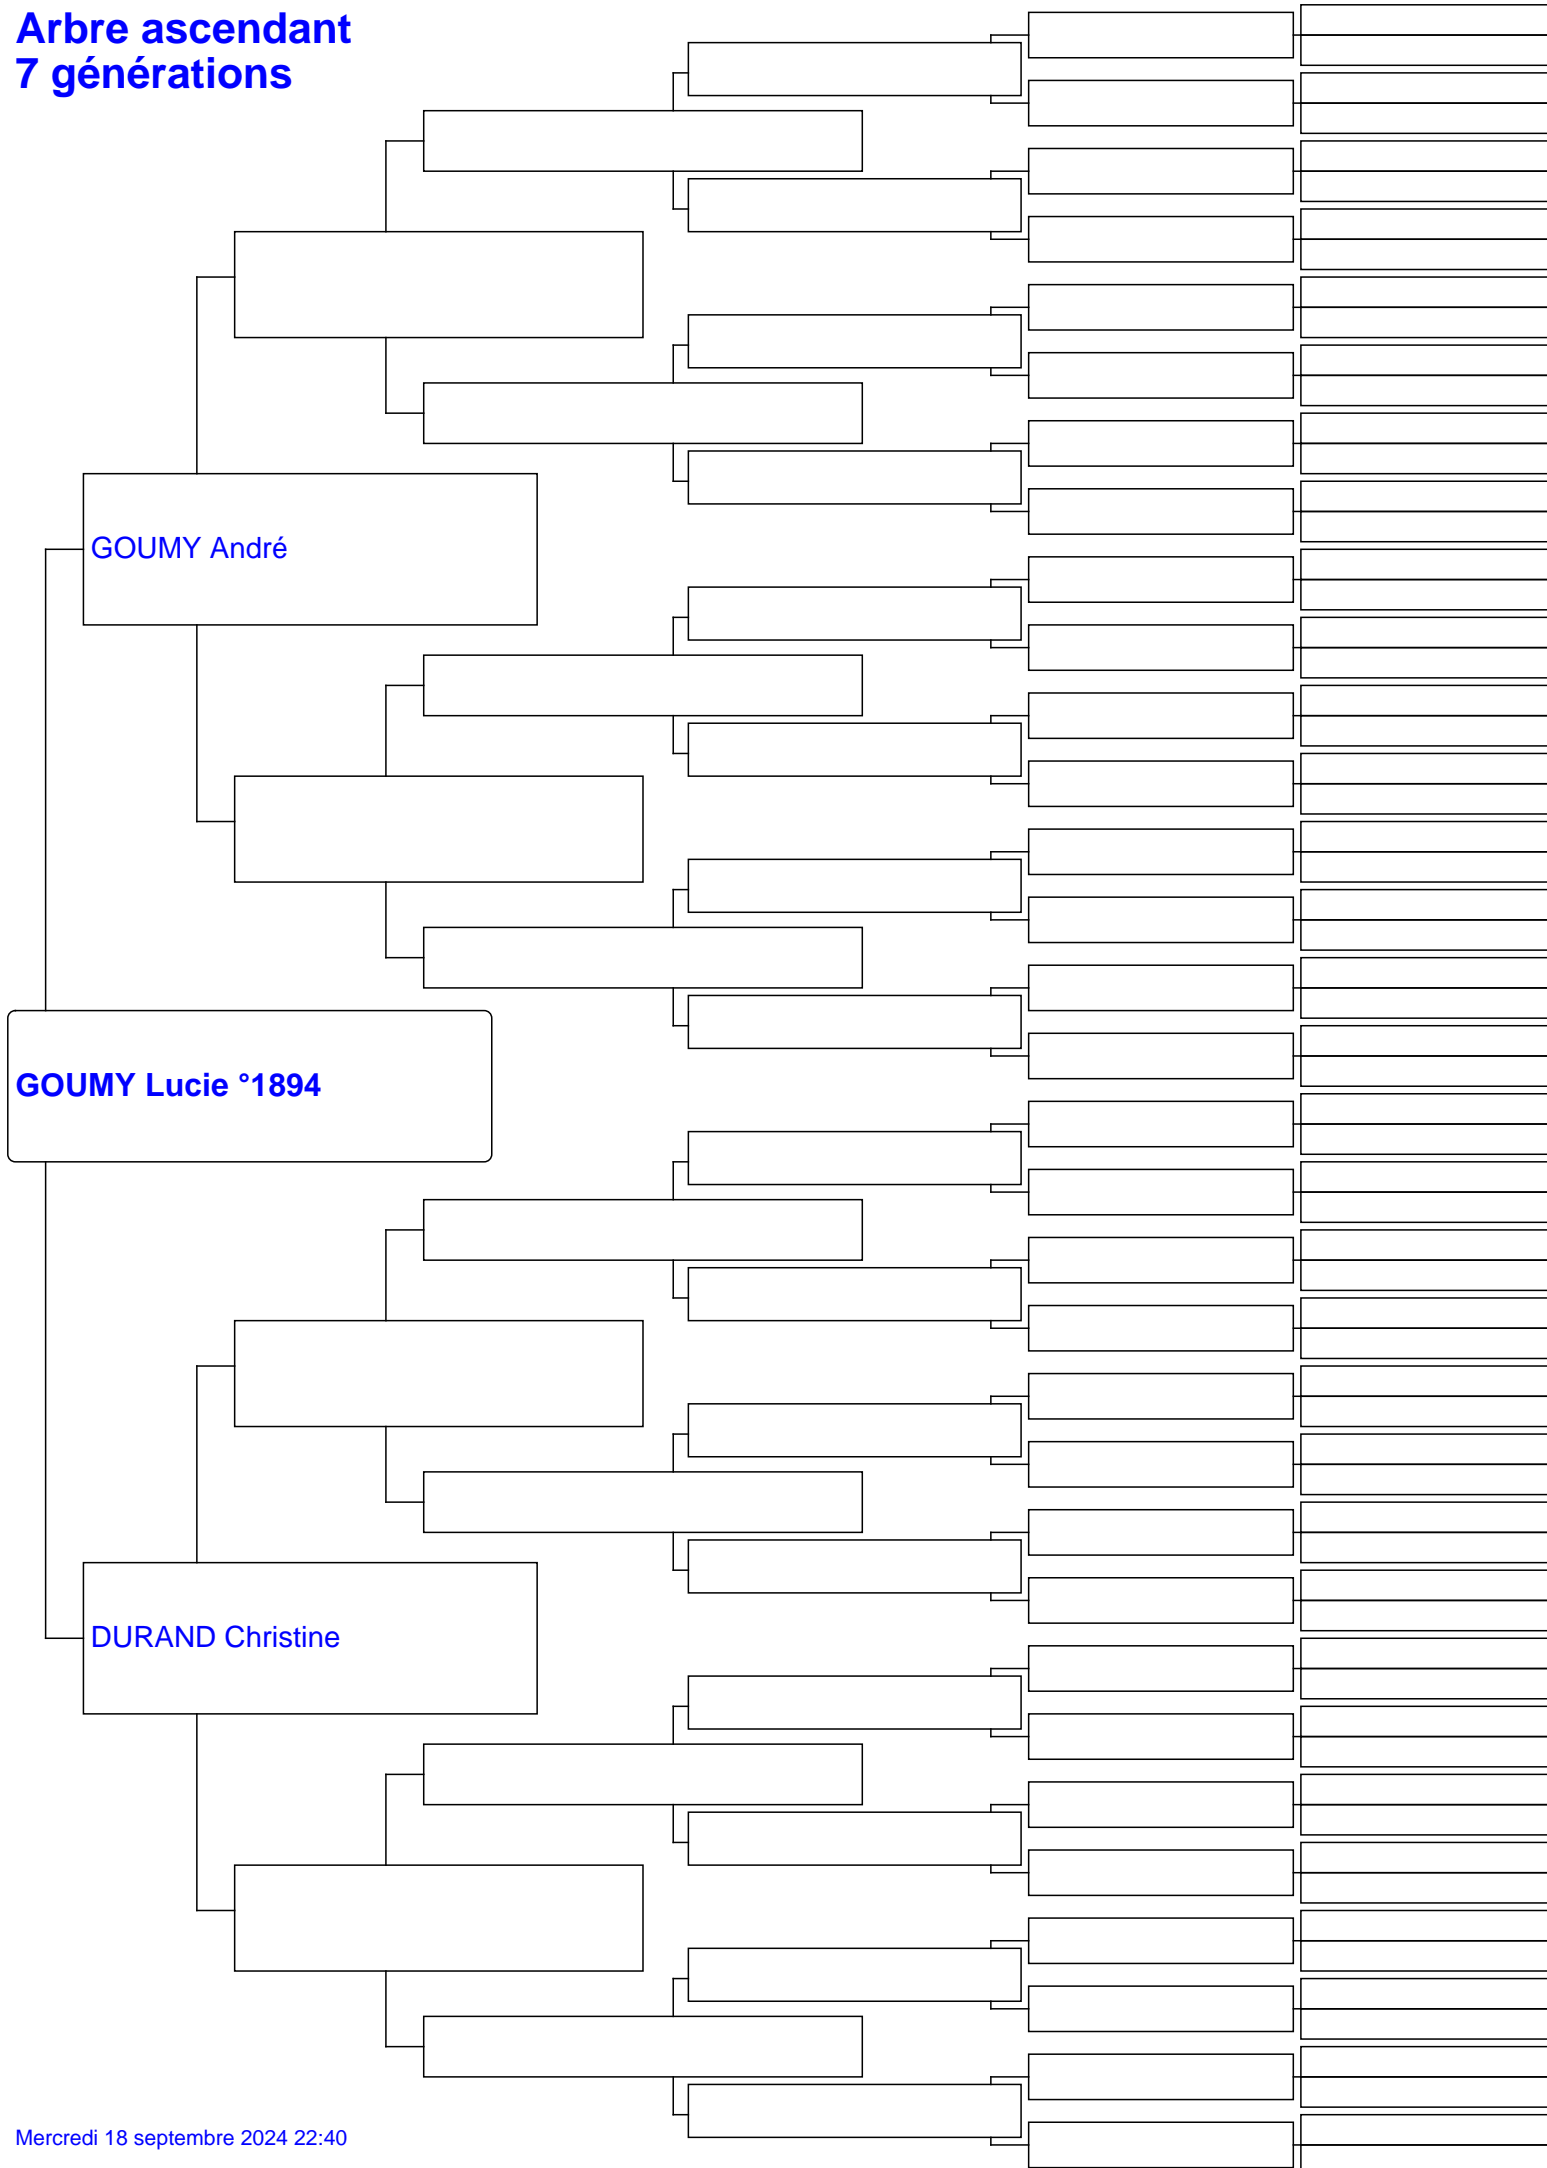 Arbre ascendant
7 générations
GOUMY André
GOUMY Lucie °1894
DURAND Christine
Mercredi 18 septembre 2024 22:40